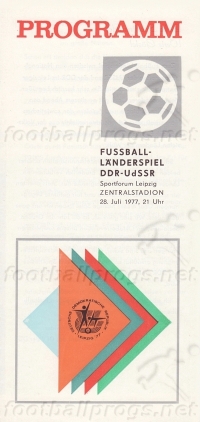 PROGRAMM
FUSSBALL-
LÄNDERSPIEL
DDR-UdSSR
Sportforum Leipzig
ZENTRALSTADION
28. Juli 1977, 21 Uhr
footballprogs.net
footballprogs.net
footballprogs.net